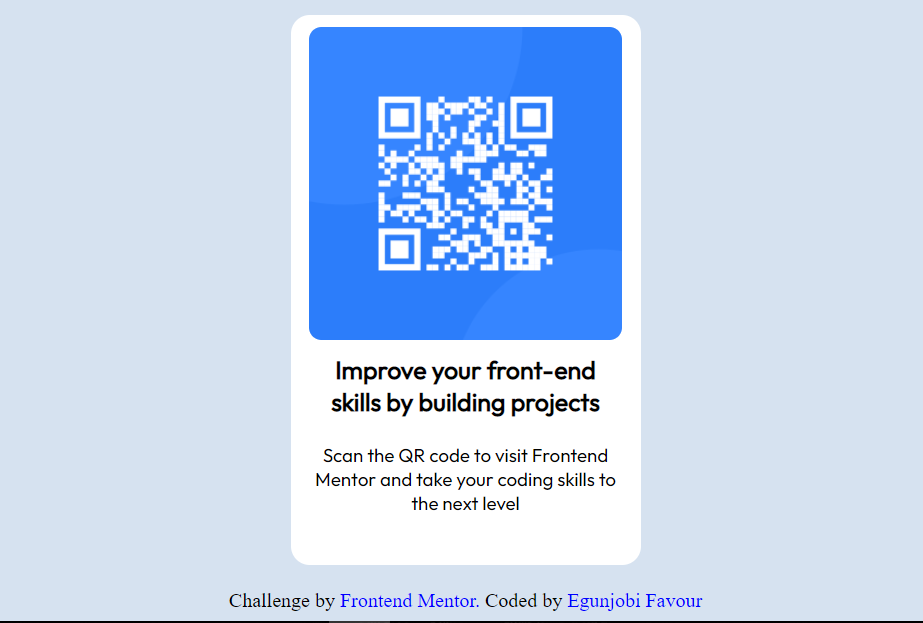 Improve your front-end
skills by building projects
Scan the QR code to visit Frontend
Mentor and take your coding skills to
the next level
Challenge by Frontend Mentor. Coded by Egunjobi Favour